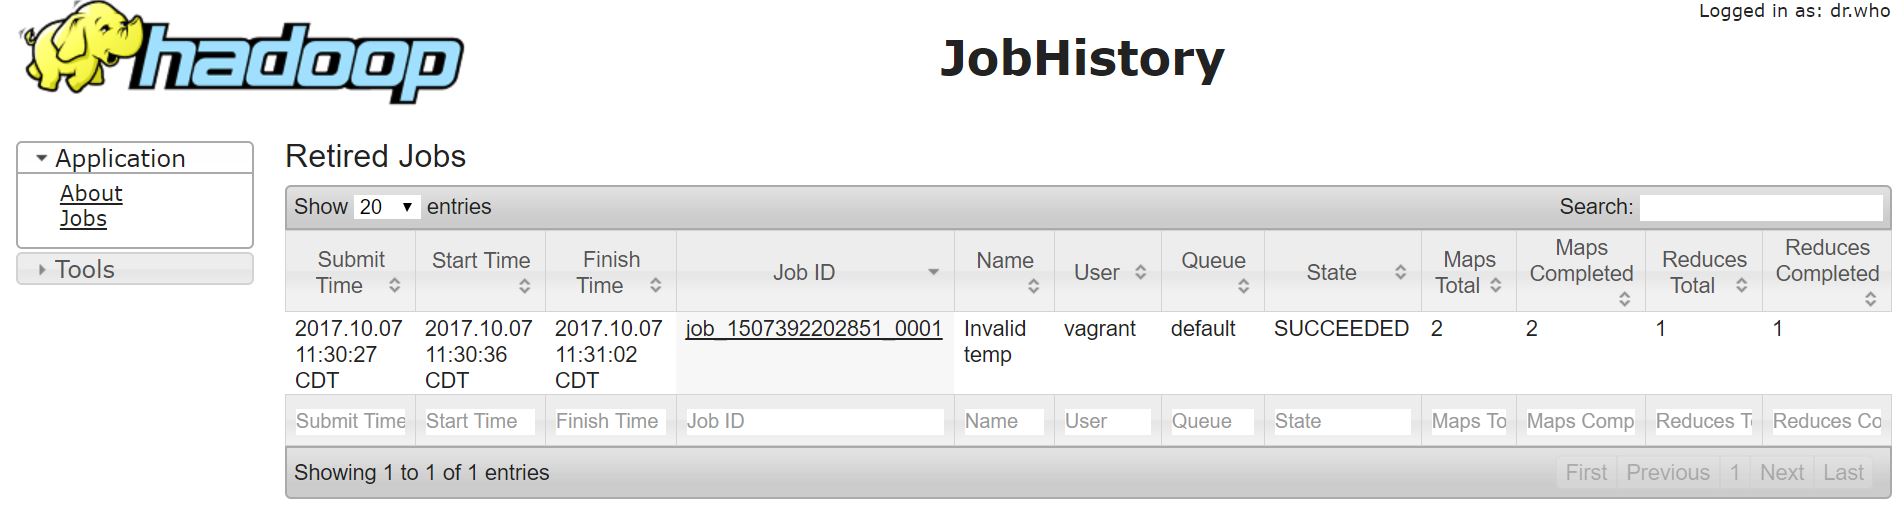 Logged in as: dr.who
hadoop
JobHistory
Application
About
Jobs
Tools
Retired Jobs
Show 20 entries
Search:
Submit Time
Start Time
Finish Time
Job ID
Name
User
Queue
State
Maps Total
Maps Completed
Reduces Total
Reduces Completed
2017.10.07 11:30:27 CDT
2017.10.07 11:30:36 CDT
2017.10.07 11:31:02 CDT
job_1507392202851_0001
Invalid temp
vagrant
default
SUCCEEDED
2
2
1
1
Submit Time
Start Time
Finish Time
Job ID
Name
User
Queue
State
Maps To
Maps Comp
Reduces T
Reduces Co
Showing 1 to 1 of 1 entries
First Previous 1 Next Last